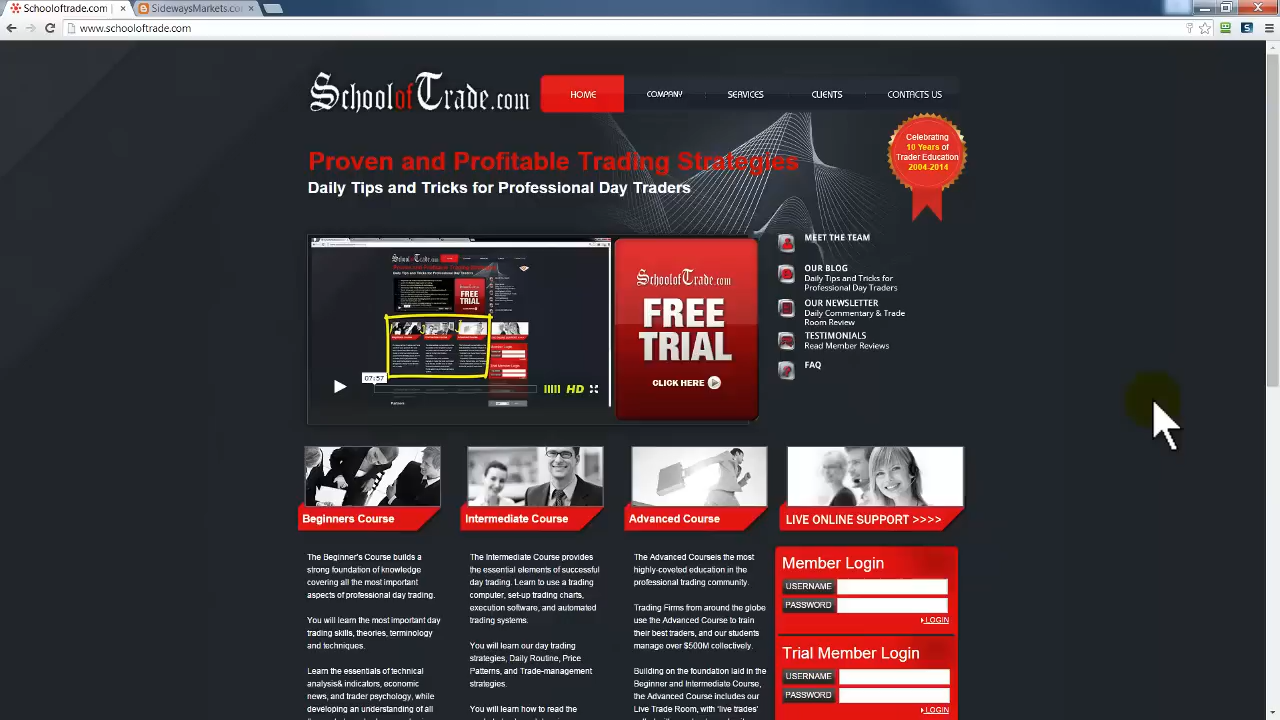 Schooloftrade.com
SidewaysMarkets.co
www.schooloftrade.com
SchoolofTrade.com
HOME
COMPANY
SERVICES
CLIENTS
CONTACTS US
Celebrating
10 Years of
Trader Education
2004-2014
Proven and Profitable Trading Strategies
Daily Tips and Tricks for Professional Day Traders
07:57
HD
SchoolofTrade.com
FREE
TRIAL
CLICK HERE
MEET THE TEAM
OUR BLOG
Daily Tips and Tricks for
Professional Day Traders
OUR NEWSLETTER
Daily Commentary & Trade
Room Review
TESTIMONIALS
Read Member Reviews
FAQ
Beginners Course
Intermediate Course
Advanced Course
LIVE ONLINE SUPPORT >>>>
The Beginner's Course builds a
strong foundation of knowledge
covering all the most important
aspects of professional day trading.
You will learn the most important day
trading skills, theories, terminology
and techniques.
Learn the essentials of technical
analysis& indicators, economic
news, and trader psychology, while
developing an understanding of all
The Intermediate Course provides
the essential elements of successful
day trading. Learn to use a trading
computer, set-up trading charts,
execution software, and automated
trading systems.
You will learn our day trading
strategies, Daily Routine, Price
Patterns, and Trade-management
strategies.
You will learn how to read the
The Advanced Courseis the most
highly-coveted education in the
professional trading community.
Trading Firms from around the globe
use the Advanced Course to train
their best traders, and our students
manage over $500M collectively.
Building on the foundation laid in the
Beginner and Intermediate Course,
the Advanced Course includes our
Live Trade Room, with 'live trades'
Member Login
USERNAME
PASSWORD
LOGIN
Trial Member Login
USERNAME
PASSWORD
LOGIN